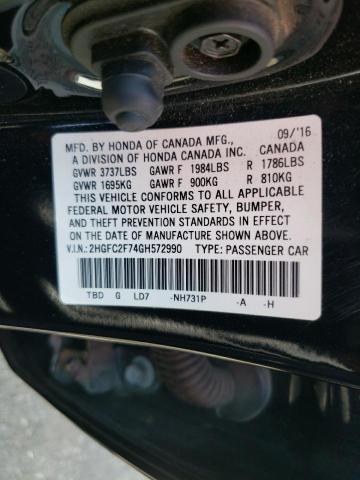 MFD. BY HONDA OF CANADA MFG., 09/'16
A DIVISION OF HONDA CANADA INC.
GVWR 3737LBS GAWR F 1984LBS R 1786LBS
GVWR 1695KG GAWR F 900KG R 810KG
THIS VEHICLE CONFORMS TO ALL APPLICABLE
FEDERAL MOTOR VEHICLE SAFETY, BUMPER,
AND THEFT PREVENTION STANDARDS IN EFFECT
ON THE DATE OF MANUFACTURE SHOWN ABOVE.
V.I.N.: 2HGFC2F74GH572990 TYPE: PASSENGER CAR
TBD G LD7 -NH731P -A -H